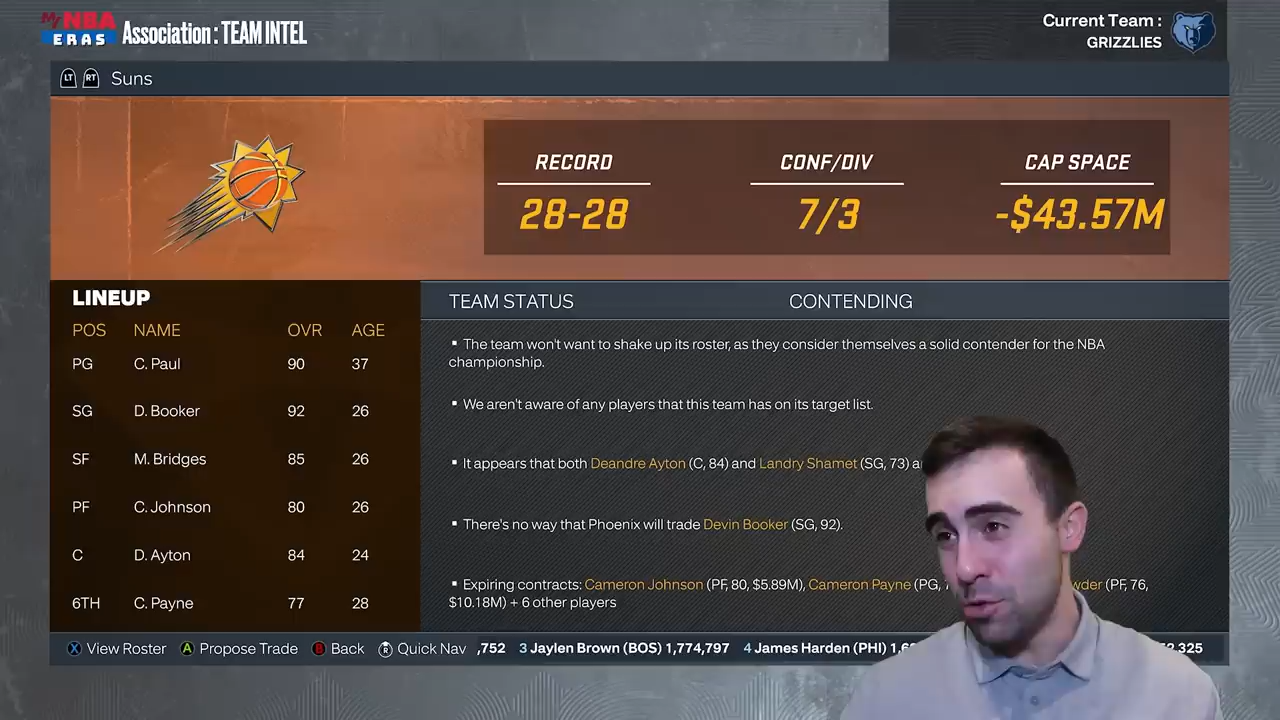 My NBA ERAS Association : TEAM INTEL
Current Team :
GRIZZLIES
LT RT Suns
RECORD CONF/DIV CAP SPACE
28-28 7/3 -$43.57M
LINEUP
POS NAME OVR AGE
PG C. Paul 90 37
SG D. Booker 92 26
SF M. Bridges 85 26
PF C. Johnson 80 26
C D. Ayton 84 24
6TH C. Payne 77 28
TEAM STATUS CONTENDING
▪ The team won't want to shake up its roster, as they consider themselves a solid contender for the NBA
championship.
▪ We aren't aware of any players that this team has on its target list.
▪ It appears that both Deandre Ayton (C, 84) and Landry Shamet (SG, 73)
▪ There's no way that Phoenix will trade Devin Booker (SG, 92).
▪ Expiring contracts: Cameron Johnson (PF, 80, $5.89M), Cameron Payne (PG, wder (PF, 76,
$10.18M) + 6 other players
X View Roster A Propose Trade B Back R Quick Nav ,752 3 Jaylen Brown (BOS) 1,774,797 4 James Harden (PHI) 325